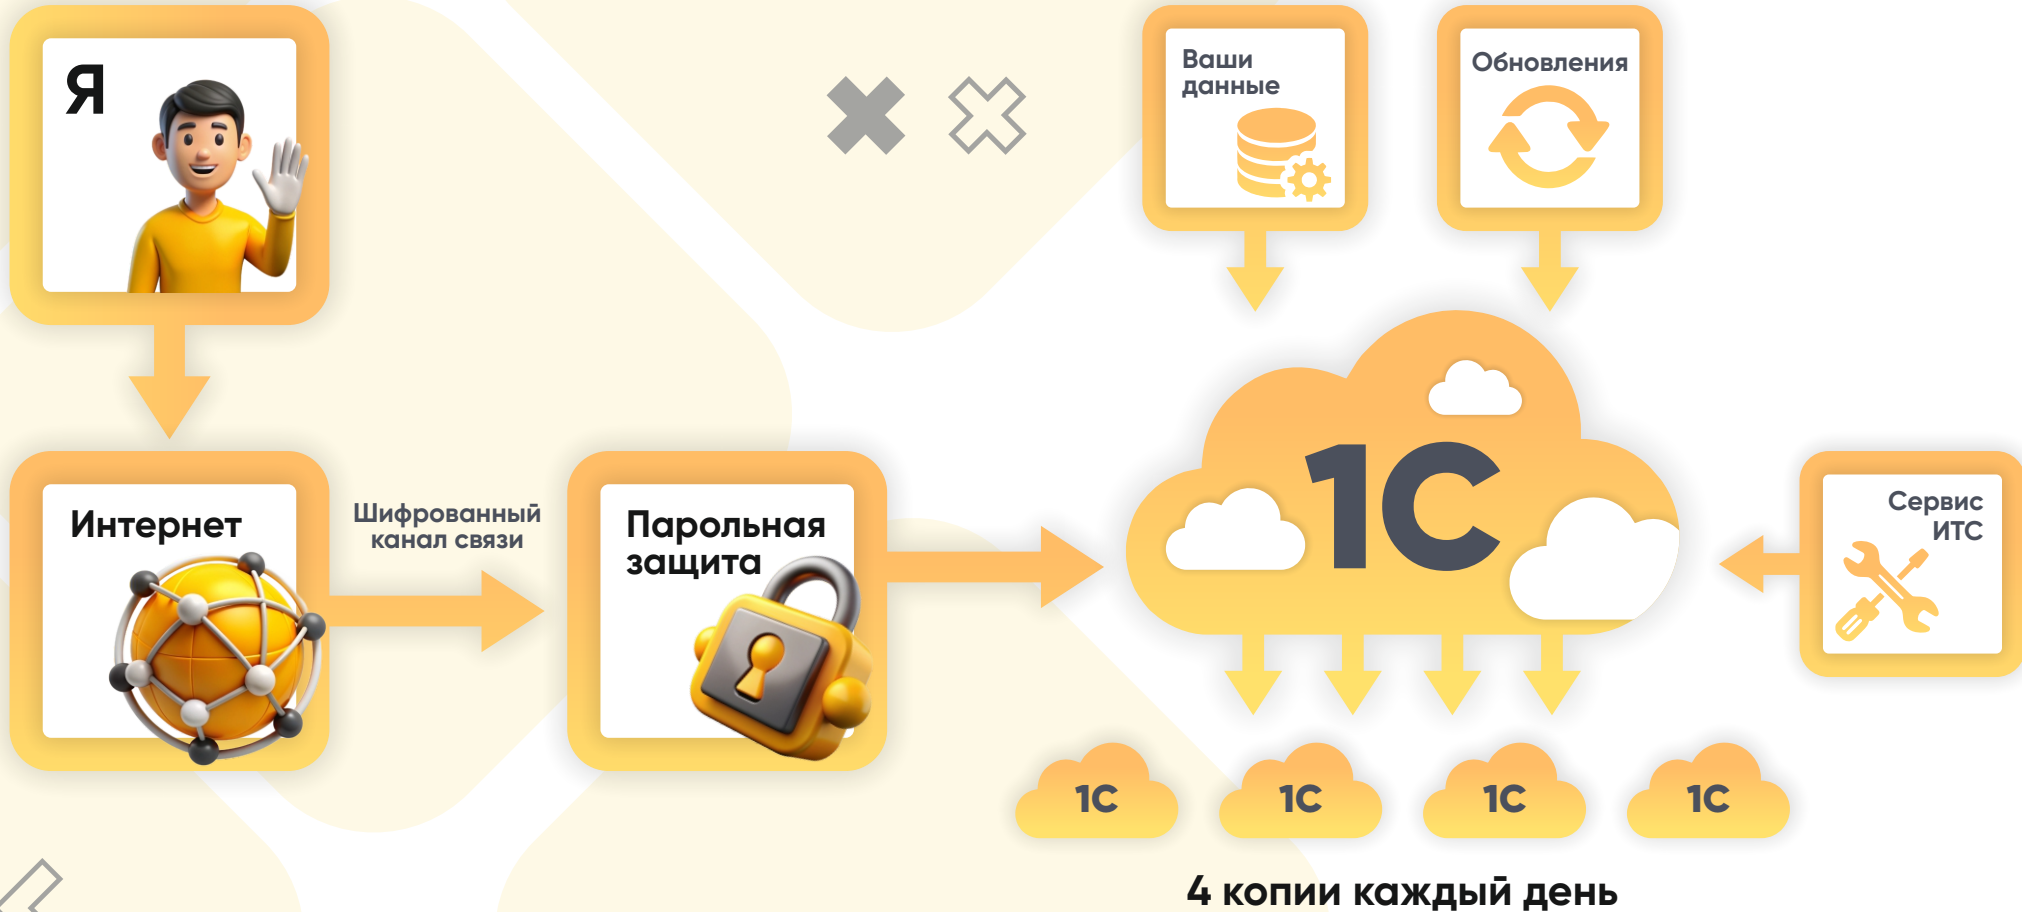 Я
Ваши
данные
Обновления
Интернет
Шифрованный
канал связи
Парольная
защита
1С
Сервис
ИТС
1С
1С
1С
1С
4 копии каждый день